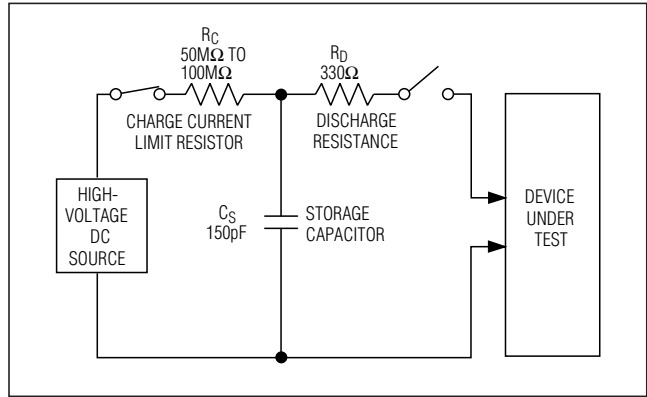 R_C
50MΩ TO
100MΩ
CHARGE CURRENT
LIMIT RESISTOR
R_D
330Ω
DISCHARGE
RESISTANCE
HIGH-
VOLTAGE
DC
SOURCE
C_S
150pF
STORAGE
CAPACITOR
DEVICE
UNDER
TEST